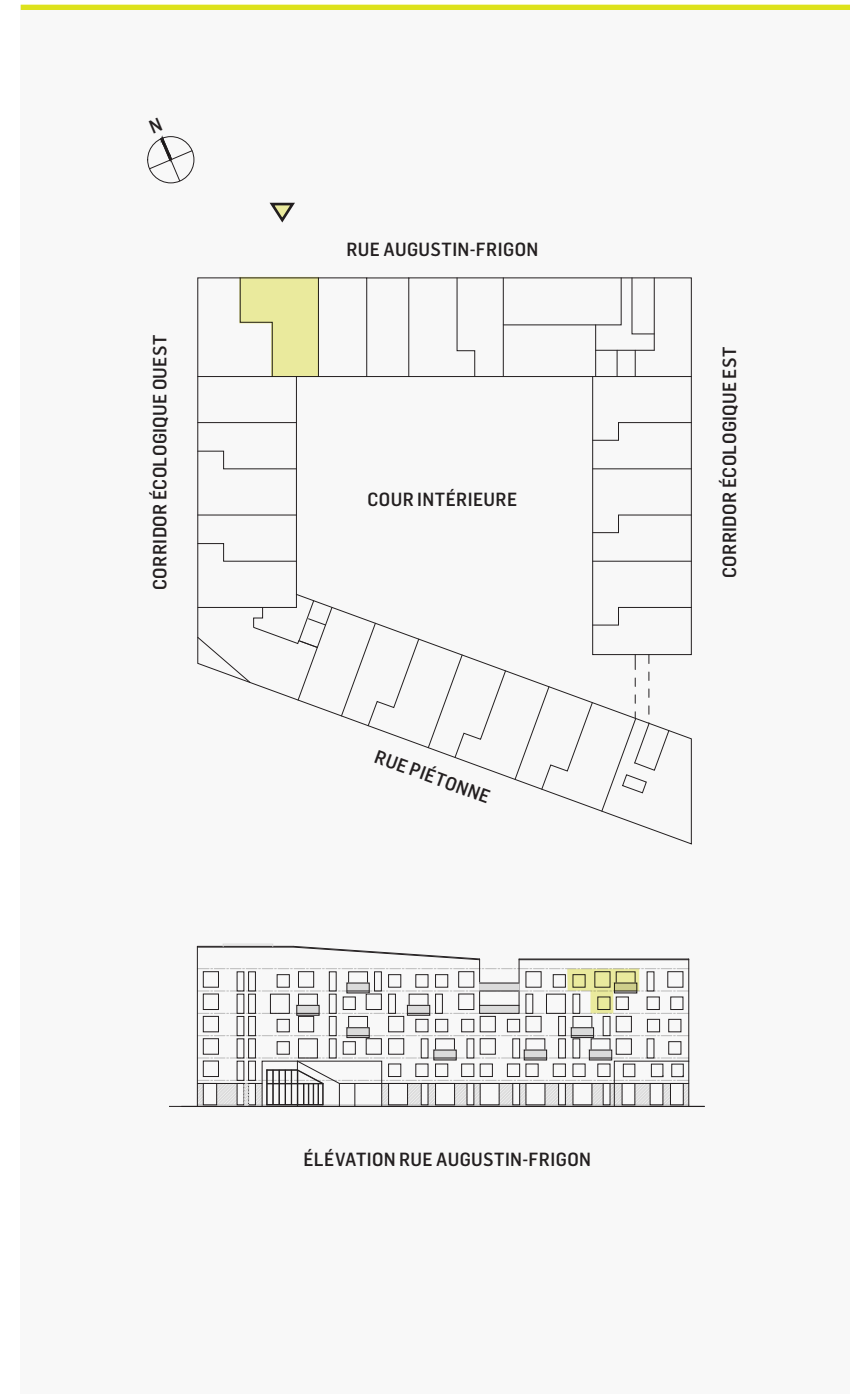 N
RUE AUGUSTIN-FRIGON
CORRIDOR ÉCOLOGIQUE OUEST
CORRIDOR ÉCOLOGIQUE EST
COUR INTÉRIEURE
RUE PIÉTONNE
ÉLÉVATION RUE AUGUSTIN-FRIGON